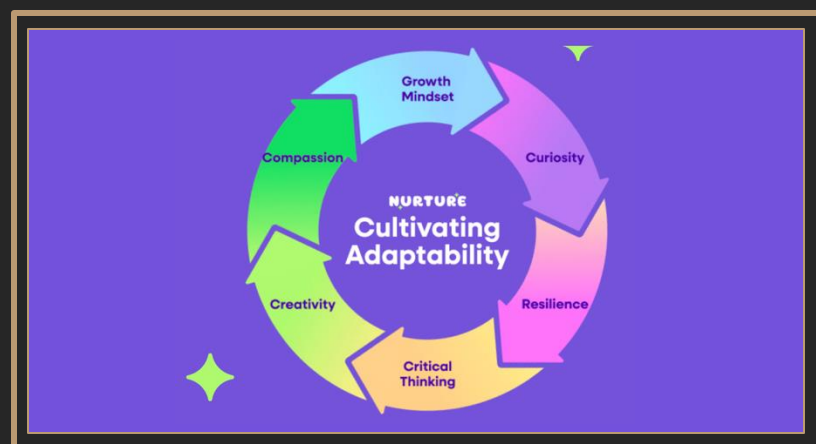 Growth
Mindset
Curiosity
Resilience
Critical
Thinking
Creativity
Compassion
NURTURE
Cultivating
Adaptability